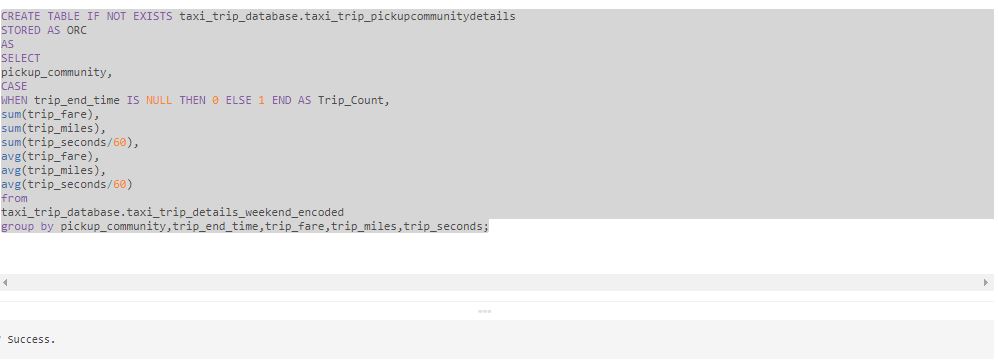 CREATE TABLE IF NOT EXISTS taxi_trip_database.taxi_trip_pickupcommunitydetails
STORED AS ORC
AS
SELECT
pickup_community,
CASE
WHEN trip_end_time IS NULL THEN 0 ELSE 1 END AS Trip_Count,
sum(trip_fare),
sum(trip_miles),
sum(trip_seconds/60),
avg(trip_fare),
avg(trip_miles),
avg(trip_seconds/60)
from
taxi_trip_database.taxi_trip_details_weekend_encoded
group by pickup_community,trip_end_time,trip_fare,trip_miles,trip_seconds;
Success.